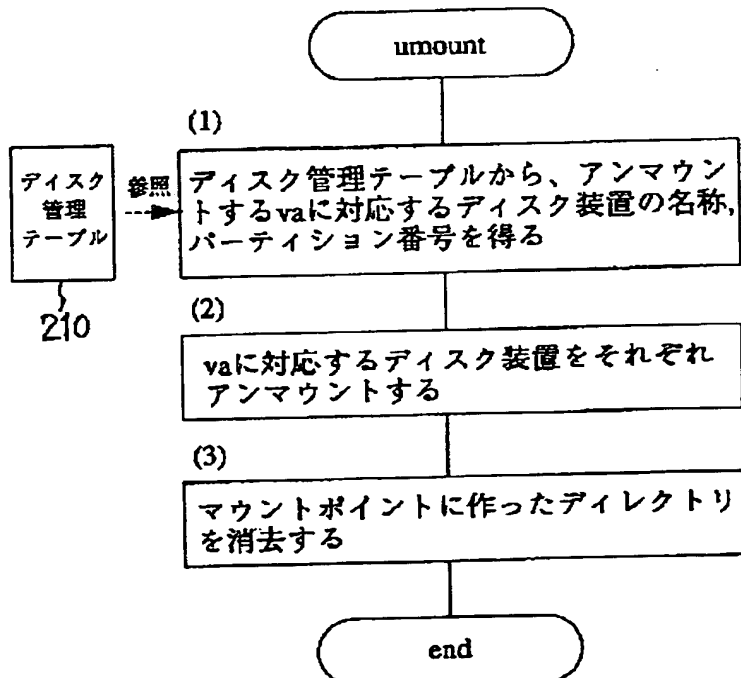 umount
(1)
ディスク
管理
テーブル
参照
ディスク管理テーブルから、アンマウン
トするvaに対応するディスク装置の名称,
パーティション番号を得る
210
(2)
vaに対応するディスク装置をそれぞれ
アンマウントする
(3)
マウントポイントに作ったディレクトリ
を消去する
end